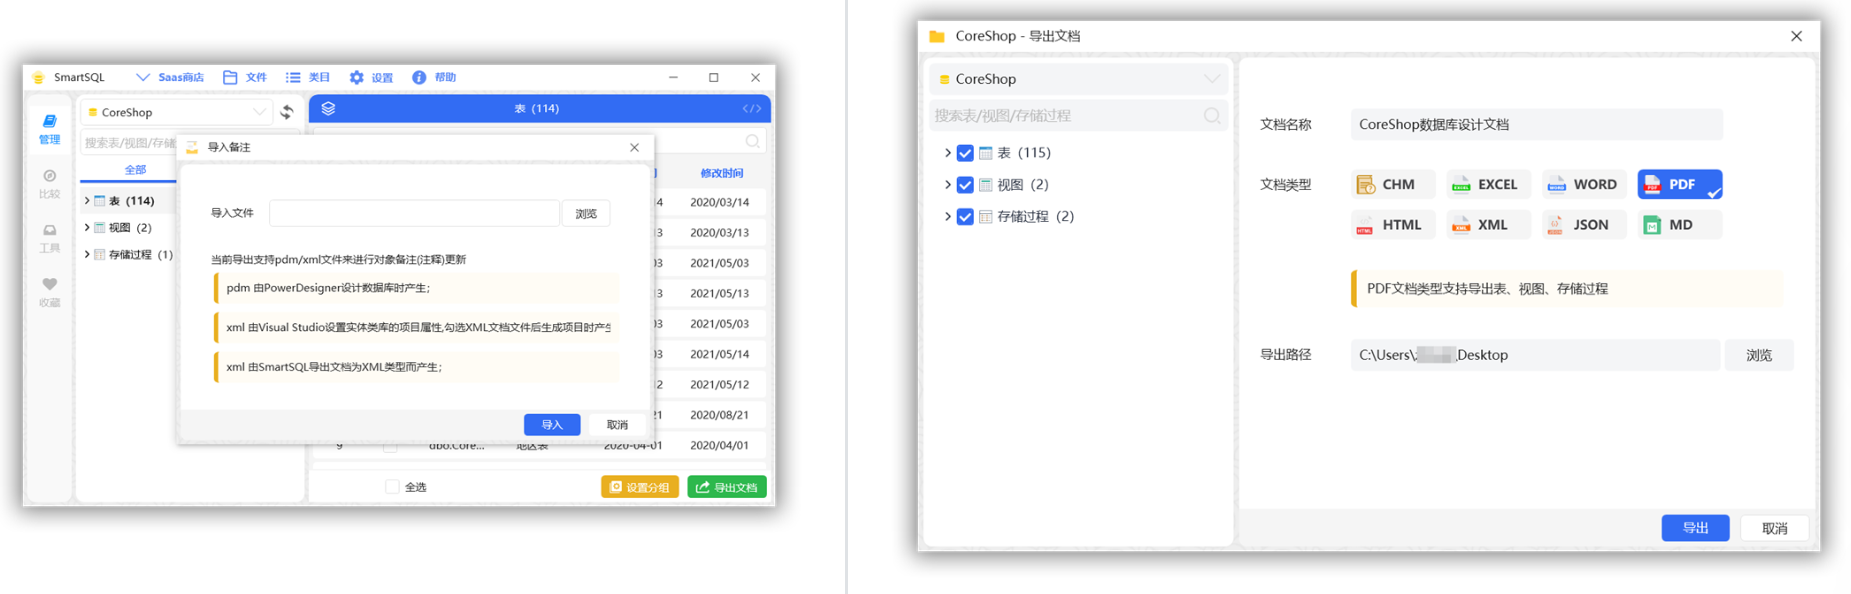 SmartSQL Saas商店 文件 类目 设置 帮助
管理
比较
工具
收藏
CoreShop
搜索表/视图/存储
全部
表 (114)
视图 (2)
存储过程 (1)
表 (114)
</>
修改时间
4 2020/03/14
3 2020/03/13
03 2021/05/03
3 2021/05/13
03 2021/05/03
03 2021/05/14
12 2021/05/12
21 2020/08/21
9 dbo.Core... 地区表 2020-04-01 2020/04/01
全选 设置分组 导出文档
导入备注
导入文件 浏览
当前导出支持pdm/xml文件来进行对象备注(注释)更新
pdm 由PowerDesigner设计数据库时产生;
xml 由Visual Studio设置实体类库的项目属性,勾选XML文档文件后生成项目时产生
xml 由SmartSQL导出文档为XML类型而产生;
导入 取消
CoreShop - 导出文档
CoreShop
搜索表/视图/存储过程
表 (115)
视图 (2)
存储过程 (2)
文档名称 CoreShop数据库设计文档
文档类型 CHM EXCEL WORD PDF
HTML XML JSON MD
PDF文档类型支持导出表、视图、存储过程
导出路径 C:\Users\ Desktop 浏览
导出 取消